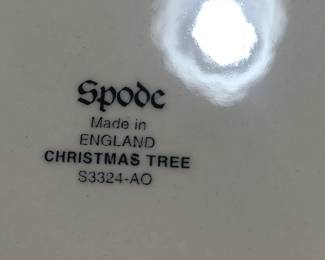 Spode
Made in
ENGLAND
CHRISTMAS TREE
S3324-AO